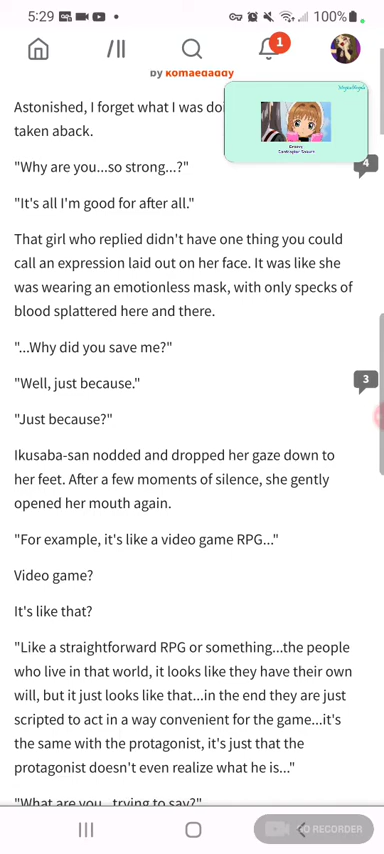 5:29
100%
1
by komaedaddy
Astonished, I forget what I was doi
taken aback.
4
"Why are you...so strong...?"
"It's all I'm good for after all."
That girl who replied didn't have one thing you could
call an expression laid out on her face. It was like she
was wearing an emotionless mask, with only specks of
blood splattered here and there.
"...Why did you save me?"
"Well, just because."
3
"Just because?"
Ikusaba-san nodded and dropped her gaze down to
her feet. After a few moments of silence, she gently
opened her mouth again.
"For example, it's like a video game RPG..."
Video game?
It's like that?
"Like a straightforward RPG or something...the people
who live in that world, it looks like they have their own
will, but it just looks like that...in the end they are just
scripted to act in a way convenient for the game...it's
the same with the protagonist, it's just that the
protagonist doesn't even realize what he is..."
"What are you...trying to say?"
RECORDER